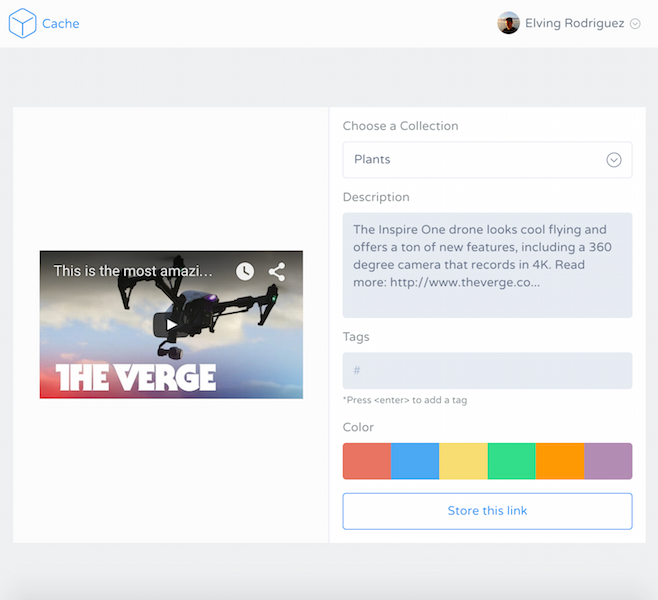 Cache
Elving Rodriguez
Choose a Collection
Plants
Description
The Inspire One drone looks cool flying and
offers a ton of new features, including a 360
degree camera that records in 4K. Read
more: http://www.theverge.co...
This is the most amazi...
THE VERGE
Tags
#
*Press <enter> to add a tag
Color
Store this link